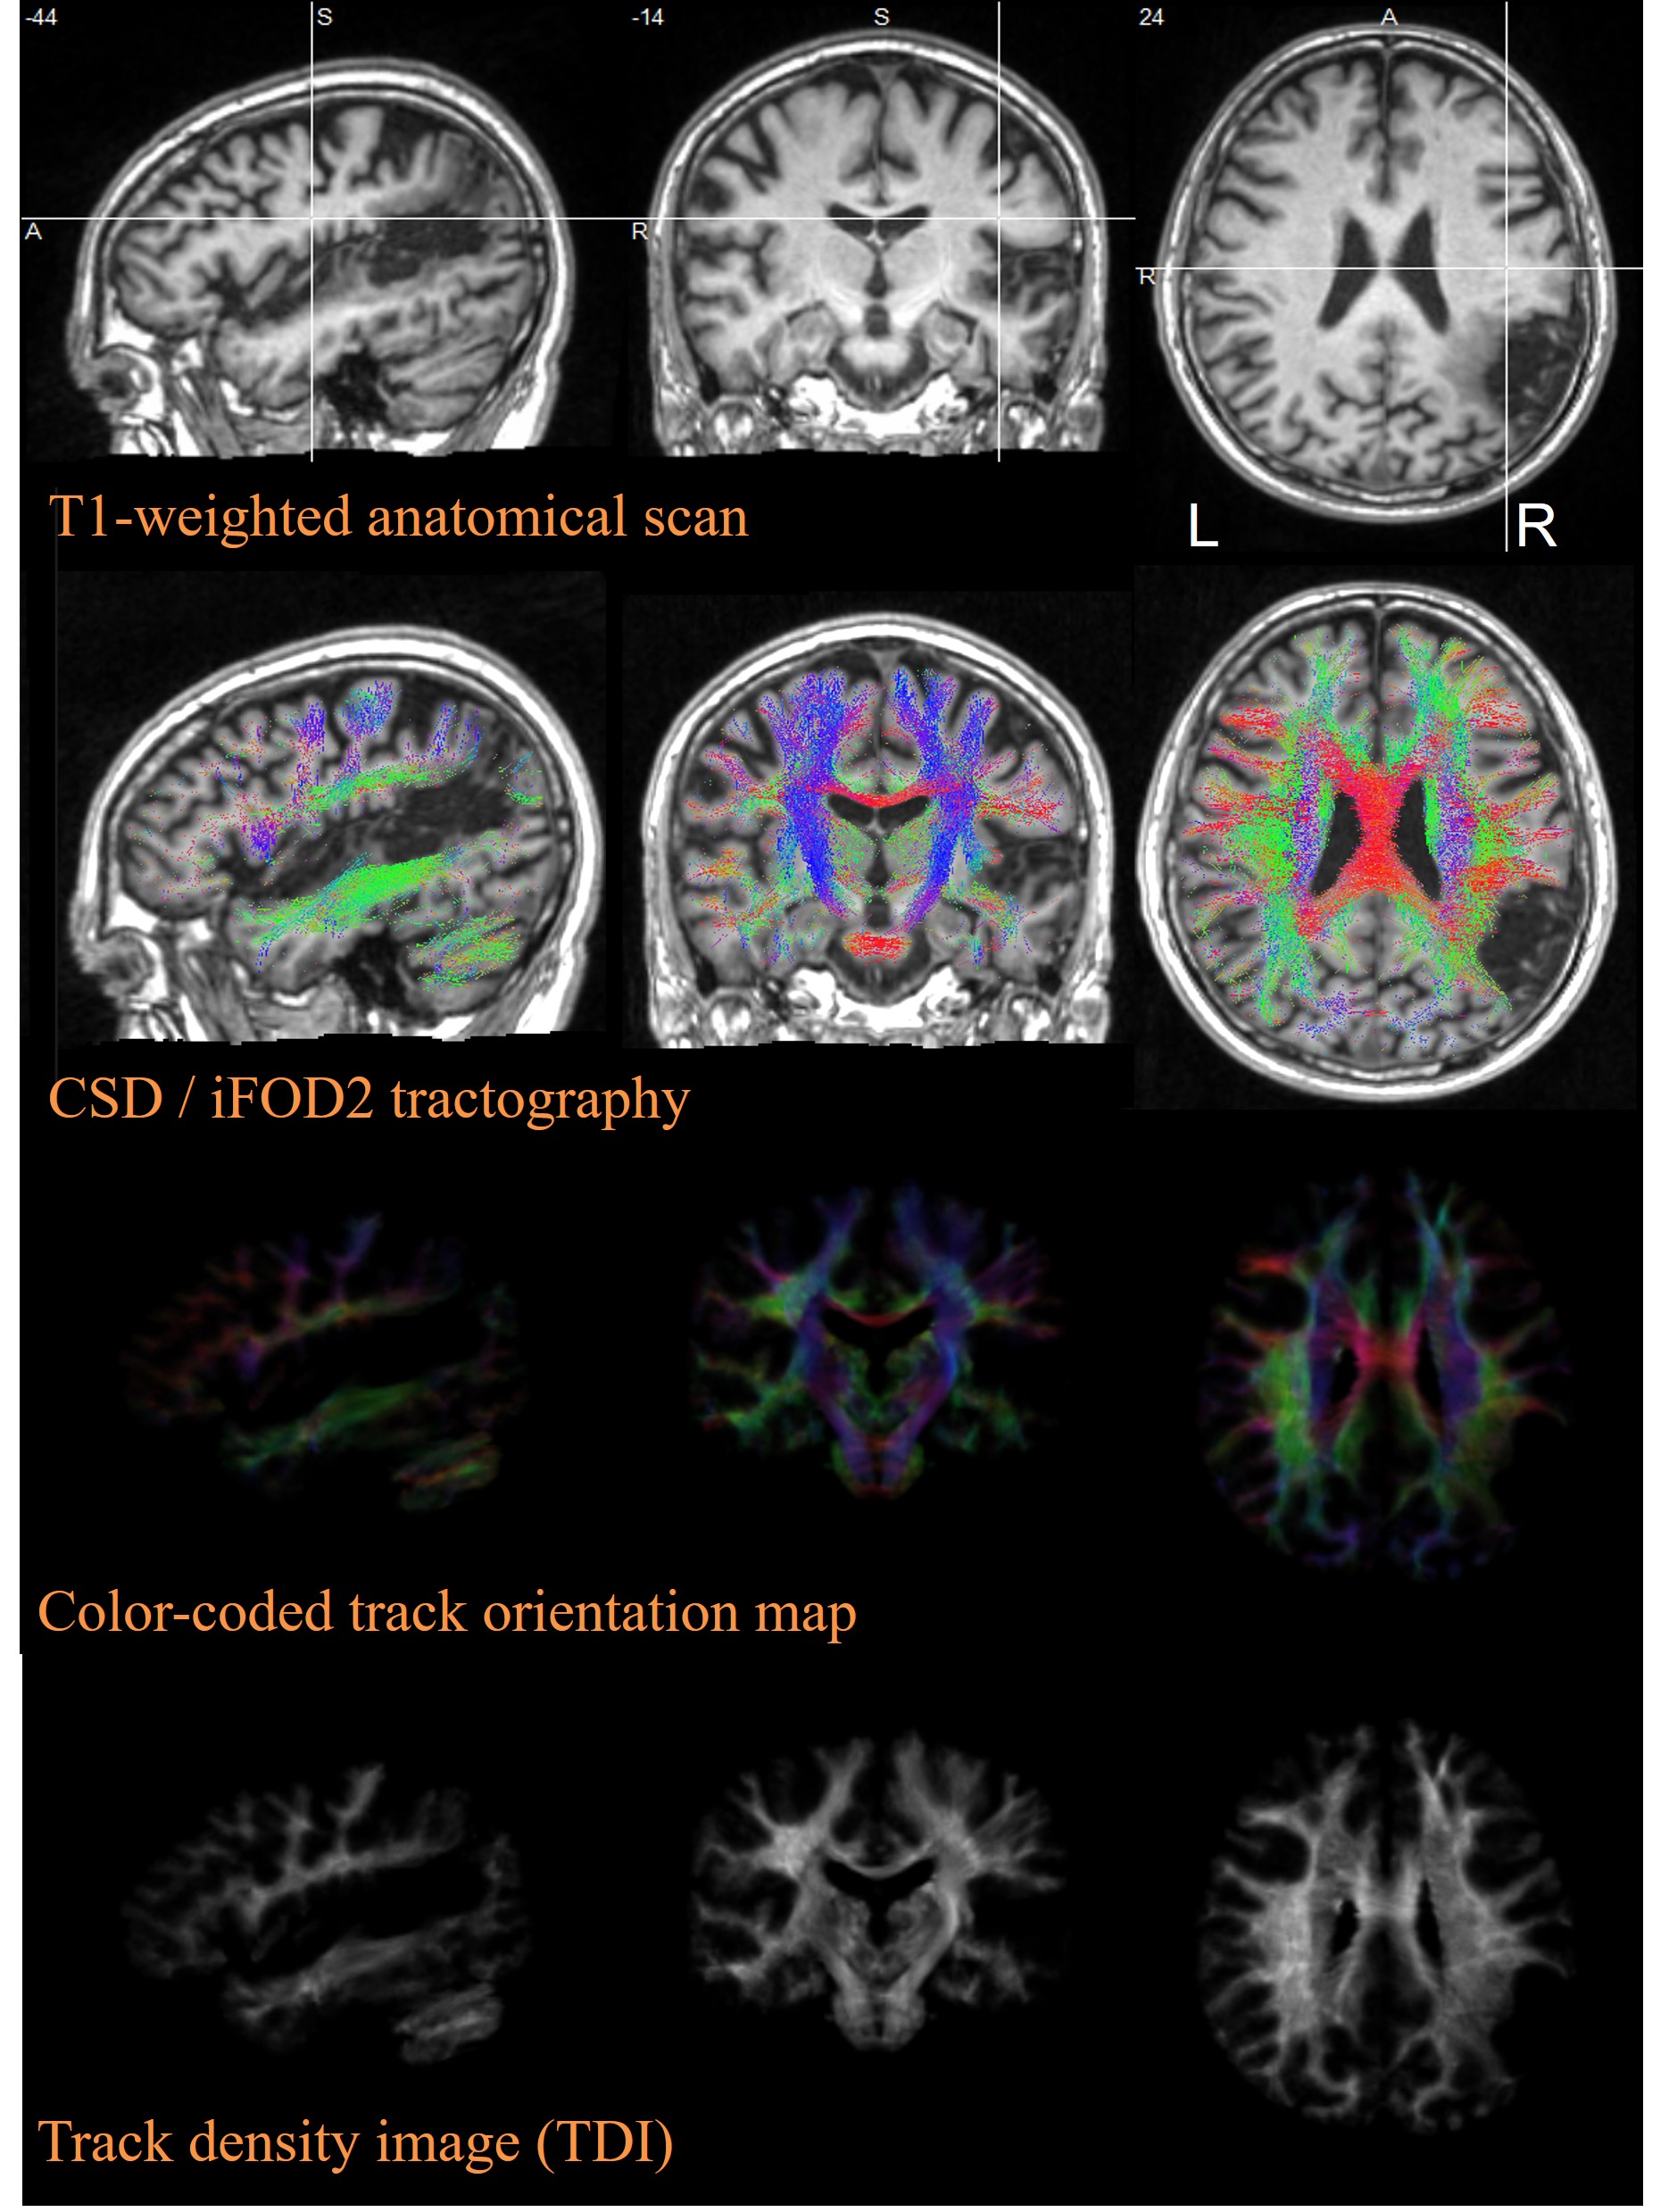 -44 S -14 S 24 A
A R R
T1-weighted anatomical scan
L R
CSD / iFOD2 tractography
Color-coded track orientation map
Track density image (TDI)